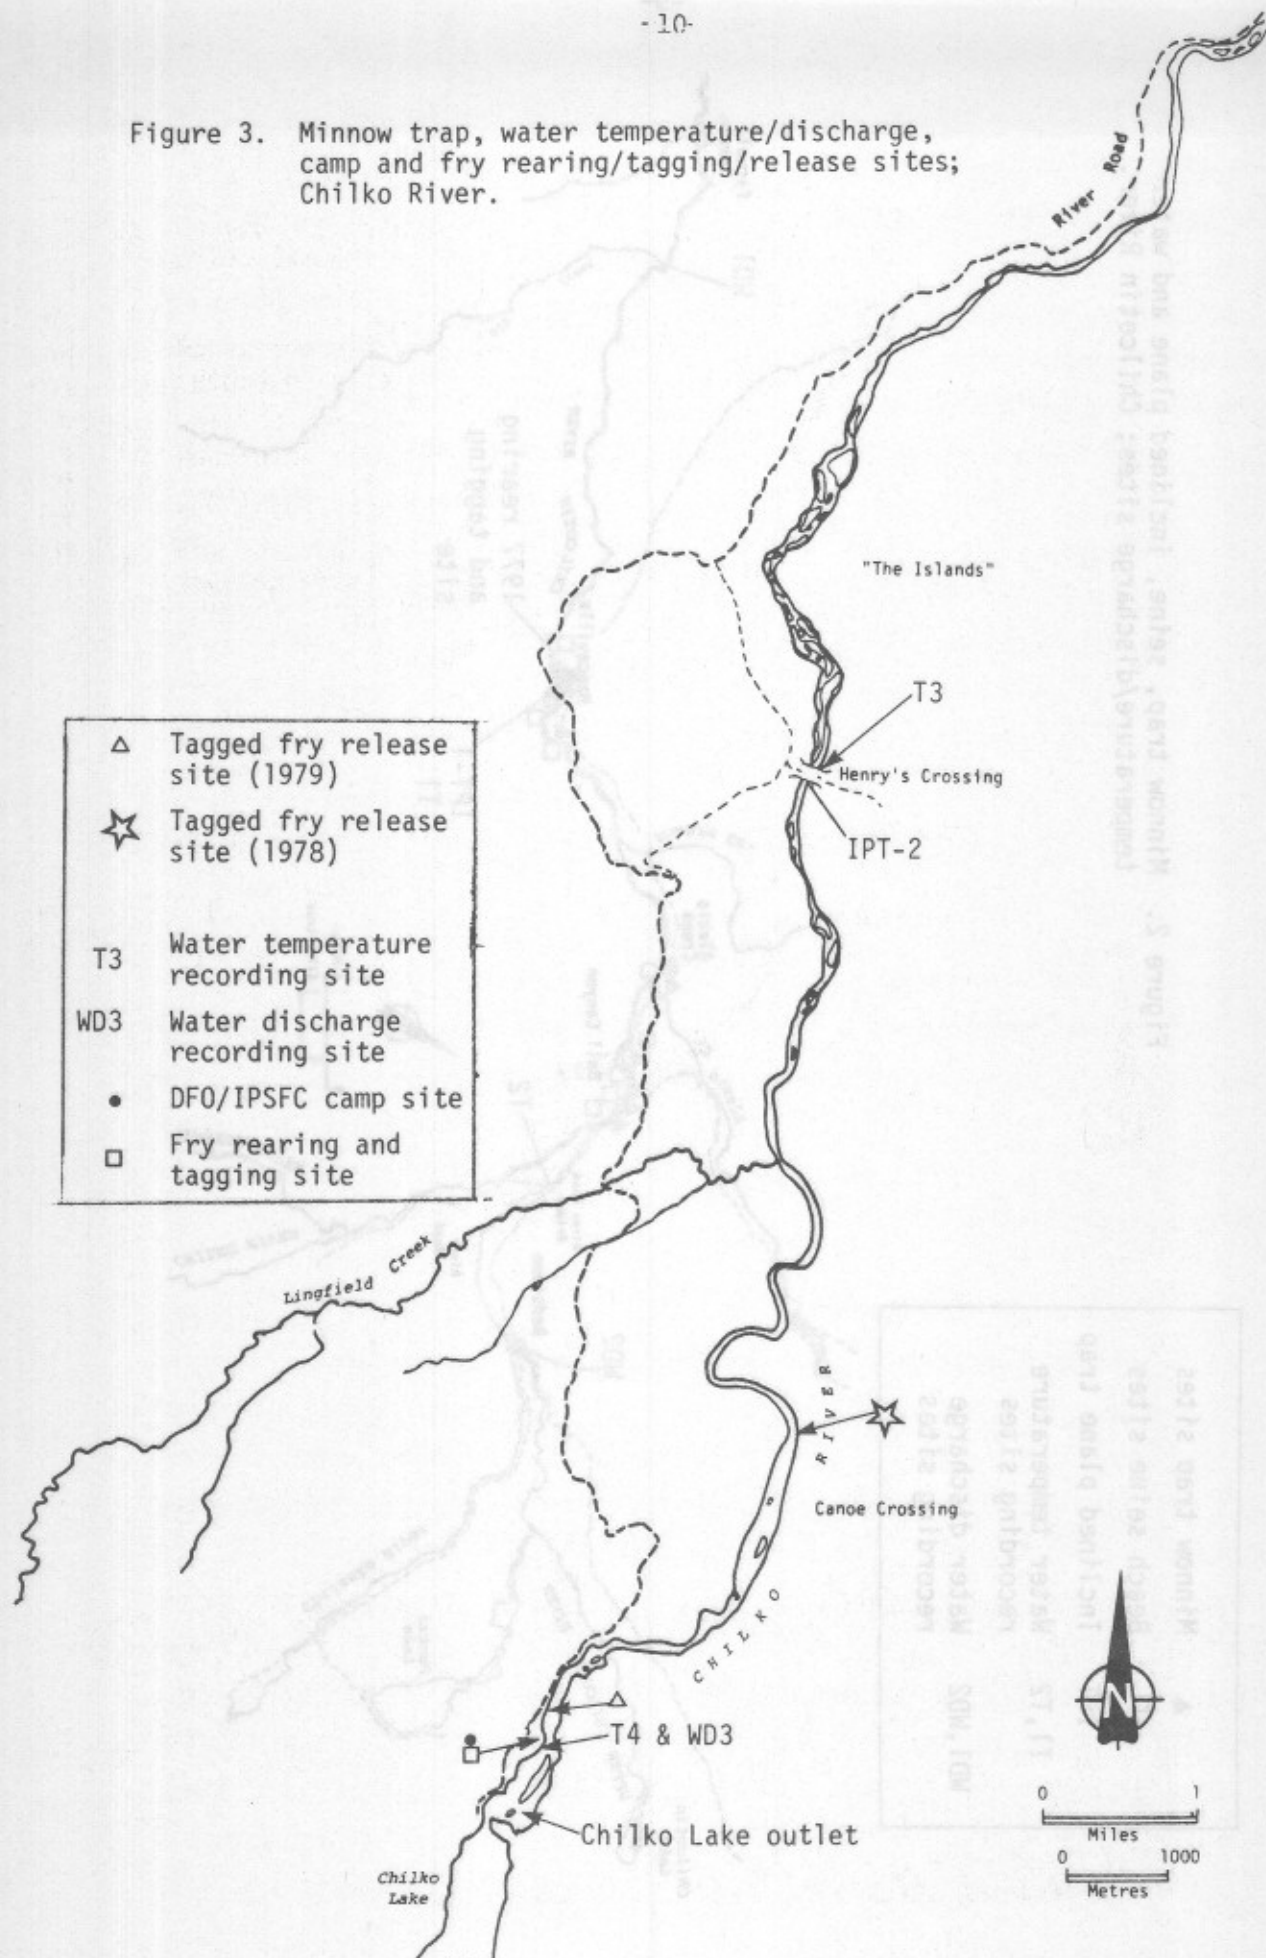 - 10-
Figure 3. Minnow trap, water temperature/discharge,
camp and fry rearing/tagging/release sites;
Chilko River.
River Road
"The Islands"
T3
Henry's Crossing
IPT-2
Tagged fry release
site (1979)
Tagged fry release
site (1978)
T3 Water temperature
recording site
WD3 Water discharge
recording site
DFO/IPSFC camp site
Fry rearing and
tagging site
Lingfield Creek
CHILKO RIVER
Canoe Crossing
T4 & WD3
Chilko Lake outlet
Chilko
Lake
N
0 1
Miles
0 1000
Metres